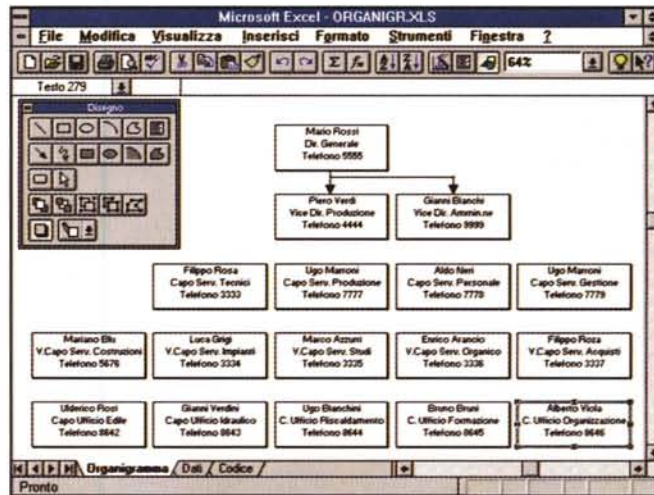 Microsoft Excel - ORGANIGR.XLS
File Modifica Visualizza Inserisci Formato Strumenti Finestra ?
64%
Testo 279
Disegno
Mario Rossi
Dir. Generale
Telefono 5555
Piero Verdi
Vice Dir. Produzione
Telefono 4444
Gianni Bianchi
Vice Dir. Ammin.ne
Telefono 9999
Filippo Rosa
Capo Serv. Tecnici
Telefono 3333
Ugo Marroni
Capo Serv. Produzione
Telefono 7777
Aldo Neri
Capo Serv. Personale
Telefono 7778
Ugo Marroni
Capo Serv. Gestione
Telefono 7779
Mariano Blu
V.Capo Serv. Costruzioni
Telefono 5676
Luca Grigi
V.Capo Serv. Impianti
Telefono 3334
Marco Azzurri
V.Capo Serv. Studi
Telefono 3335
Enrico Arancio
V.Capo Serv. Organico
Telefono 3336
Filippo Roza
V.Capo Serv. Acquisti
Telefono 3337
Ulderico Rosi
Capo Ufficio Edile
Telefono 8642
Gianni Verdini
Capo Ufficio Idraulico
Telefono 8643
Ugo Bianchini
C. Ufficio Riscaldamento
Telefono 8644
Bruno Bruni
C. Ufficio Formazione
Telefono 8645
Alberto Viola
C. Ufficio Organizzazione
Telefono 8646
Organigramma / Dati / Codice /
Pronto